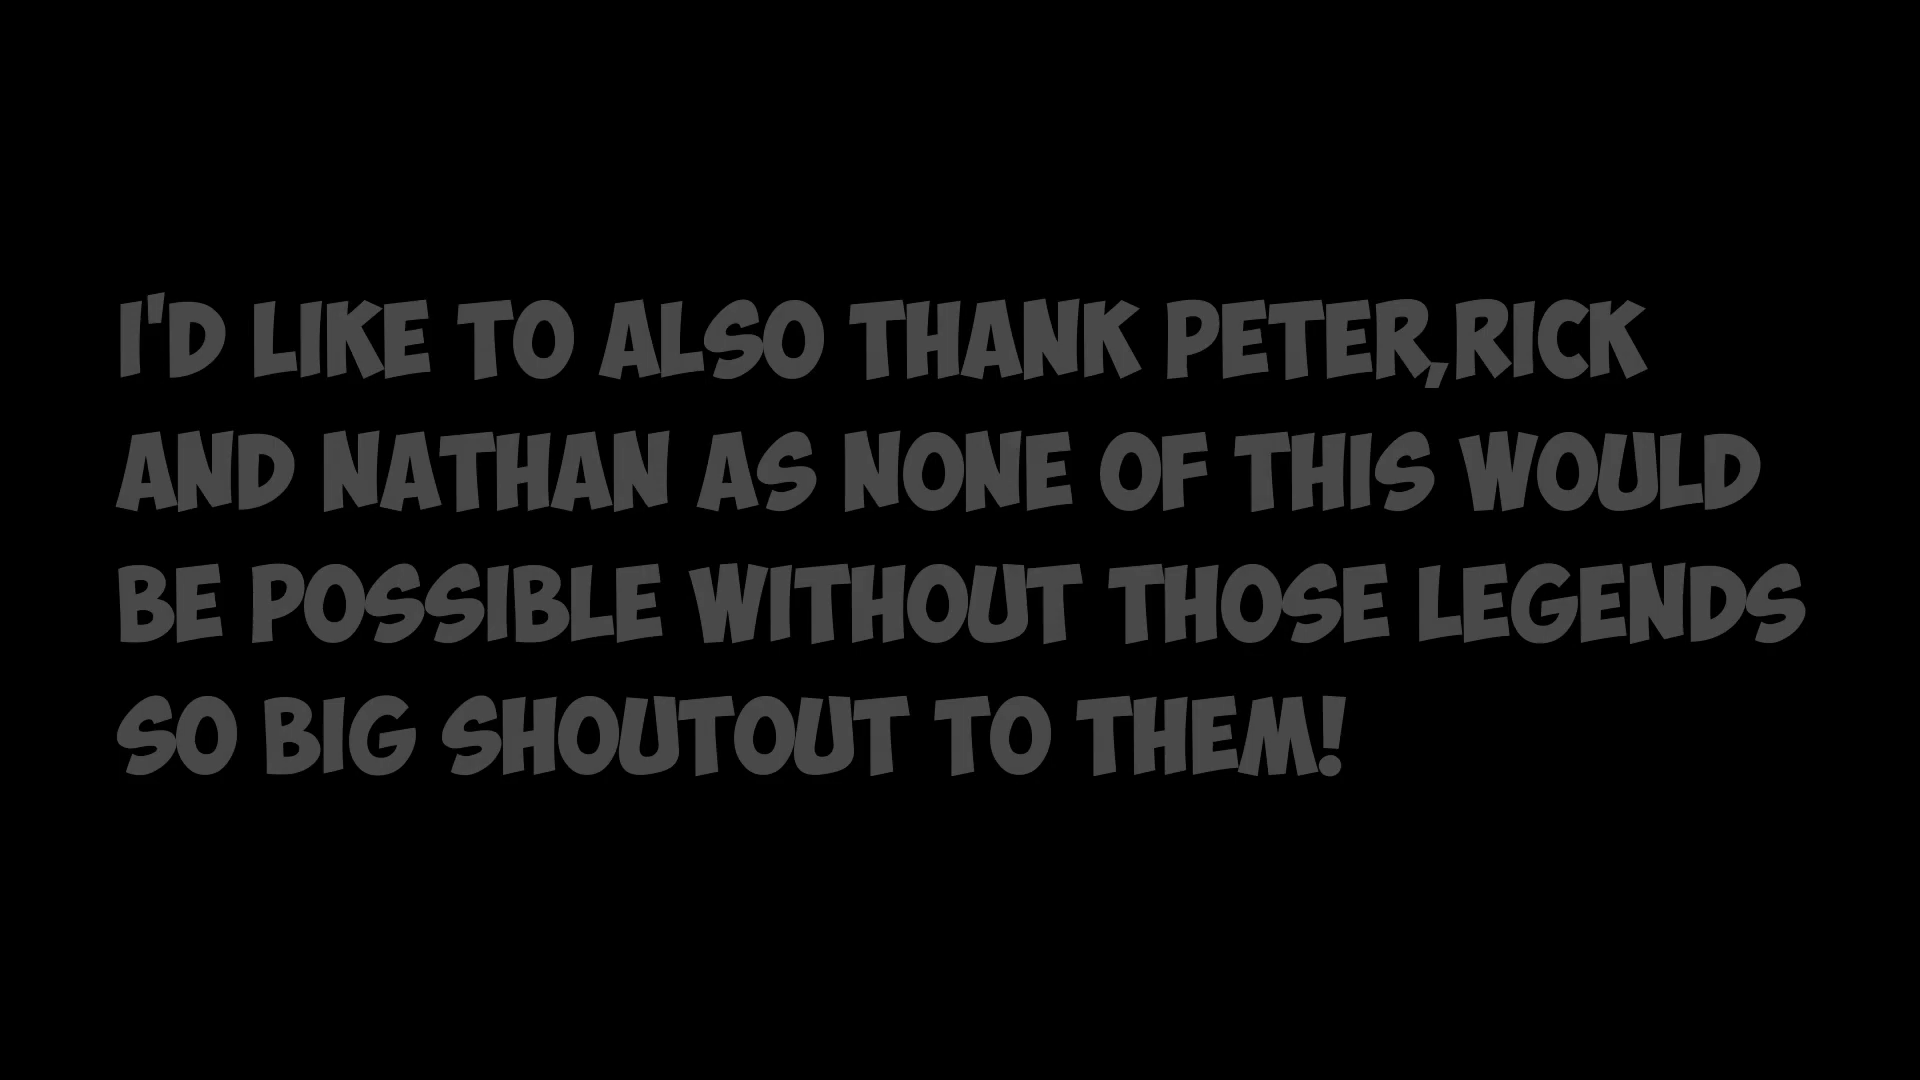 I'D LIKE TO ALSO THANK PETER,RICK
AND NATHAN AS NONE OF THIS WOULD
BE POSSIBLE WITHOUT THOSE LEGENDS
SO BIG SHOUTOUT TO THEM!